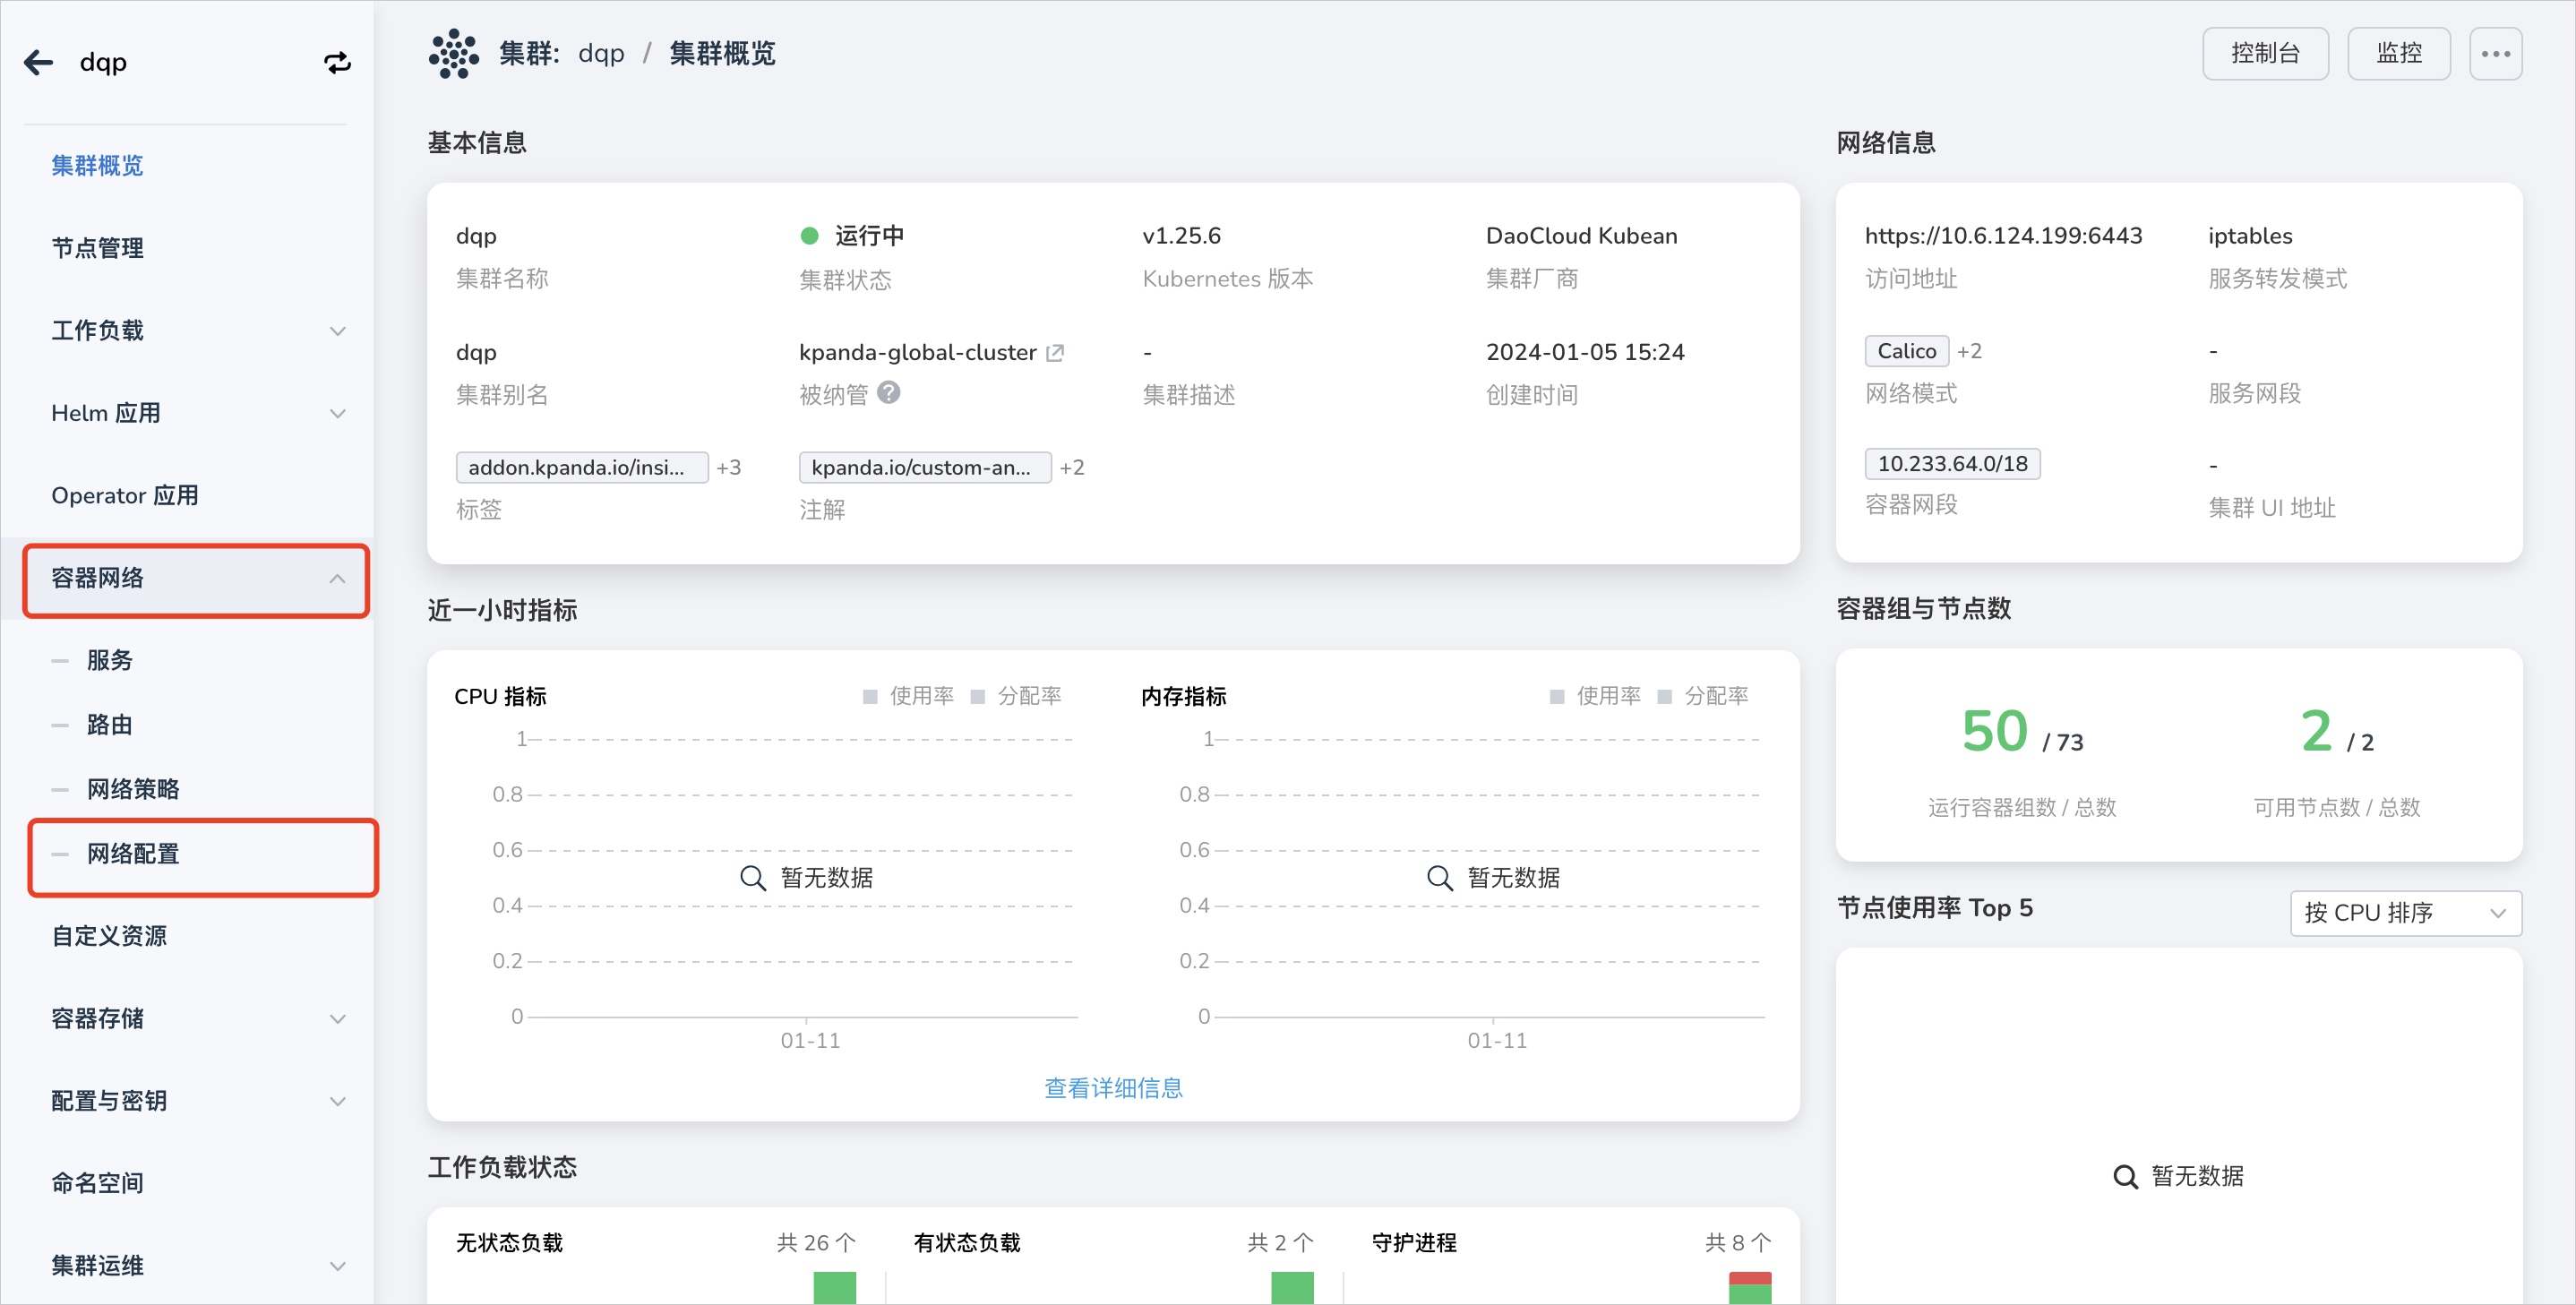 dqp
集群概览
节点管理
工作负载
Helm 应用
Operator 应用
容器网络
服务
路由
网络策略
网络配置
自定义资源
容器存储
配置与密钥
命名空间
集群运维
集群: dqp / 集群概览
控制台
监控
基本信息
dqp
集群名称
运行中
集群状态
v1.25.6
Kubernetes 版本
DaoCloud Kubean
集群厂商
dqp
集群别名
kpanda-global-cluster
被纳管 ?
-
集群描述
2024-01-05 15:24
创建时间
addon.kpanda.io/insi... +3
标签
kpanda.io/custom-an... +2
注解
网络信息
https://10.6.124.199:6443
访问地址
iptables
服务转发模式
Calico +2
网络模式
-
服务网段
10.233.64.0/18
容器网段
-
集群 UI 地址
近一小时指标
CPU 指标
使用率 分配率
1
0.8
0.6
0.4
0.2
0
暂无数据
01-11
内存指标
使用率 分配率
1
0.8
0.6
0.4
0.2
0
暂无数据
01-11
查看详细信息
容器组与节点数
50 / 73
运行容器组数 / 总数
2 / 2
可用节点数 / 总数
节点使用率 Top 5
按 CPU 排序
暂无数据
工作负载状态
无状态负载 共 26 个
有状态负载 共 2 个
守护进程 共 8 个